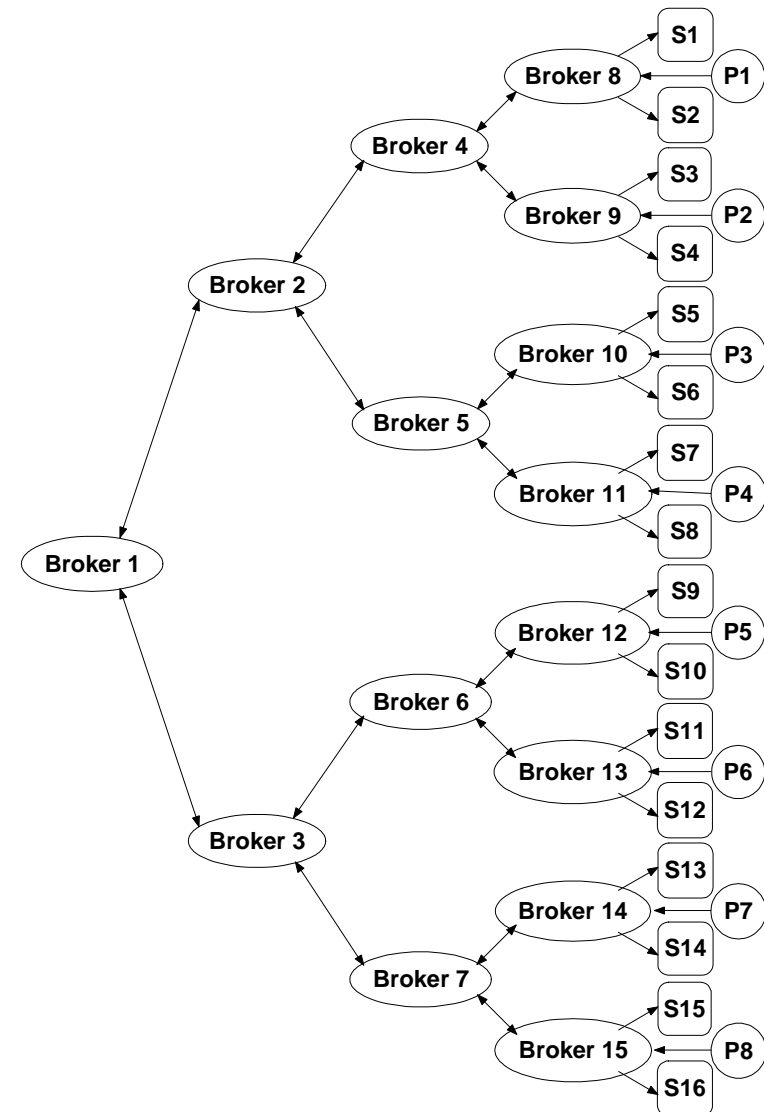 S1
Broker 8
P1
S2
Broker 4
S3
Broker 9
P2
S4
Broker 2
S5
Broker 10
P3
S6
Broker 5
S7
Broker 11
P4
S8
Broker 1
S9
Broker 12
P5
S10
Broker 6
S11
Broker 13
P6
S12
Broker 3
S13
Broker 14
P7
S14
Broker 7
S15
Broker 15
P8
S16